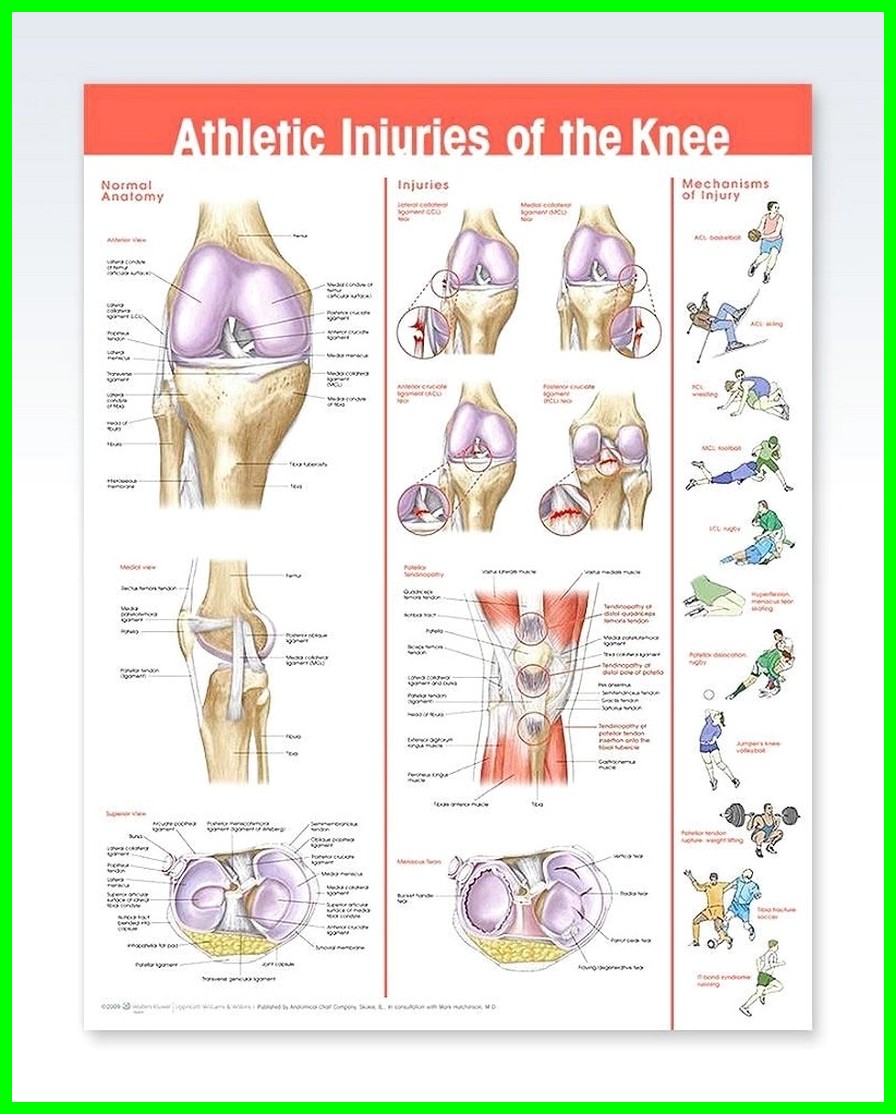 Athletic Injuries of the Knee
Normal
Anatomy
Anterior View
Femur
Lateral condyle
of femur
(articular surface)
Medial condyle of
femur
(articular surface)
Lateral
collateral
ligament (LCL)
Posterior cruciate
ligament
Popliteus
tendon
Anterior cruciate
ligament
Lateral
meniscus
Medial meniscus
Transverse
ligament
Medial collateral
ligament
(MCL)
Lateral
condyle
of tibia
Medial condyle
of tibia
Head of
fibula
Fibula
Tibial tuberosity
Interosseous
membrane
Tibia
Medial view
Femur
Rectus femoris tendon
Medial
patellofemoral
ligament
Patella
Posterior oblique
ligament
Medial collateral
ligament (MCL)
Patellar tendon
(ligament)
Fibula
Tibia
Superior View
Arcuate popliteal
ligament
Posterior meniscofemoral
ligament (ligament of Wrisberg)
Semimembranosus
tendon
Bursa
Oblique popliteal
ligament
Lateral collateral
ligament
Posterior cruciate
ligament
Popliteus
tendon
Medial meniscus
Lateral
meniscus
Medial collateral
ligament
Superior articular
surface of lateral
tibial condyle
Superior articular
surface of medial
tibial condyle
Iliotibial tract
blended into
capsule
Anterior cruciate
ligament
Infrapatellar fat pad
Synovial membrane
Patellar ligament
Joint capsule
Transverse genicular ligament
Injuries
Lateral collateral
ligament (LCL)
tear
Medial collateral
ligament (MCL)
tear
Anterior cruciate
ligament (ACL)
tear
Posterior cruciate
ligament
(PCL) tear
Patellar
Tendinopathy
Vastus lateralis muscle
Vastus medialis muscle
Quadriceps
femoris tendon
Tendinopathy of
distal quadriceps
femoris tendon
Iliotibial tract
Patella
Medial patellofemoral
ligament
Biceps femoris
tendon
Tibial collateral ligament
Tendinopathy at
distal pole of patella
Lateral collateral
ligament and bursa
Pes anserinus
Semitendinosus tendon
Gracilis tendon
Sartorius tendon
Patellar tendon
(ligament)
Head of fibula
Tendinopathy of
patellar tendon
insertion onto the
tibial tubercle
Extensor digitorum
longus muscle
Gastrocnemius
muscle
Peroneus longus
muscle
Tibialis anterior muscle
Tibia
Meniscus Tears
Vertical tear
Bucket handle
tear
Radial tear
Parrot beak tear
Flaving/degenerative tear
Mechanisms
of Injury
ACL: basketball
ACL: skiing
PCL:
wrestling
MCL: football
LCL: rugby
Hyperflexion,
meniscus tear:
skating
Patellar dislocation:
rugby
Jumper's knee:
volleyball
Patellar tendon
rupture: weight lifting
Tibia fracture:
soccer
IT band syndrome:
running
©2009 Wolters Kluwer | Lippincott Williams & Wilkins | Published by Anatomical Chart Company, Skokie, IL, in consultation with Mark Hutchinson, M.D.
Health